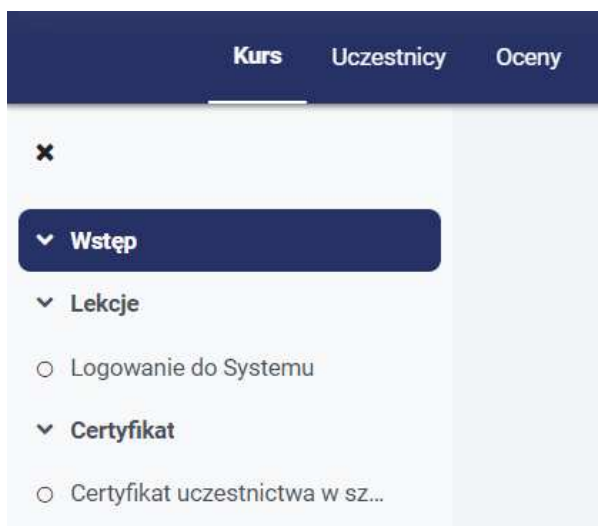 Kurs Uczestnicy Oceny
Wstęp
Lekcje
Logowanie do Systemu
Certyfikat
Certyfikat uczestnictwa w sz...